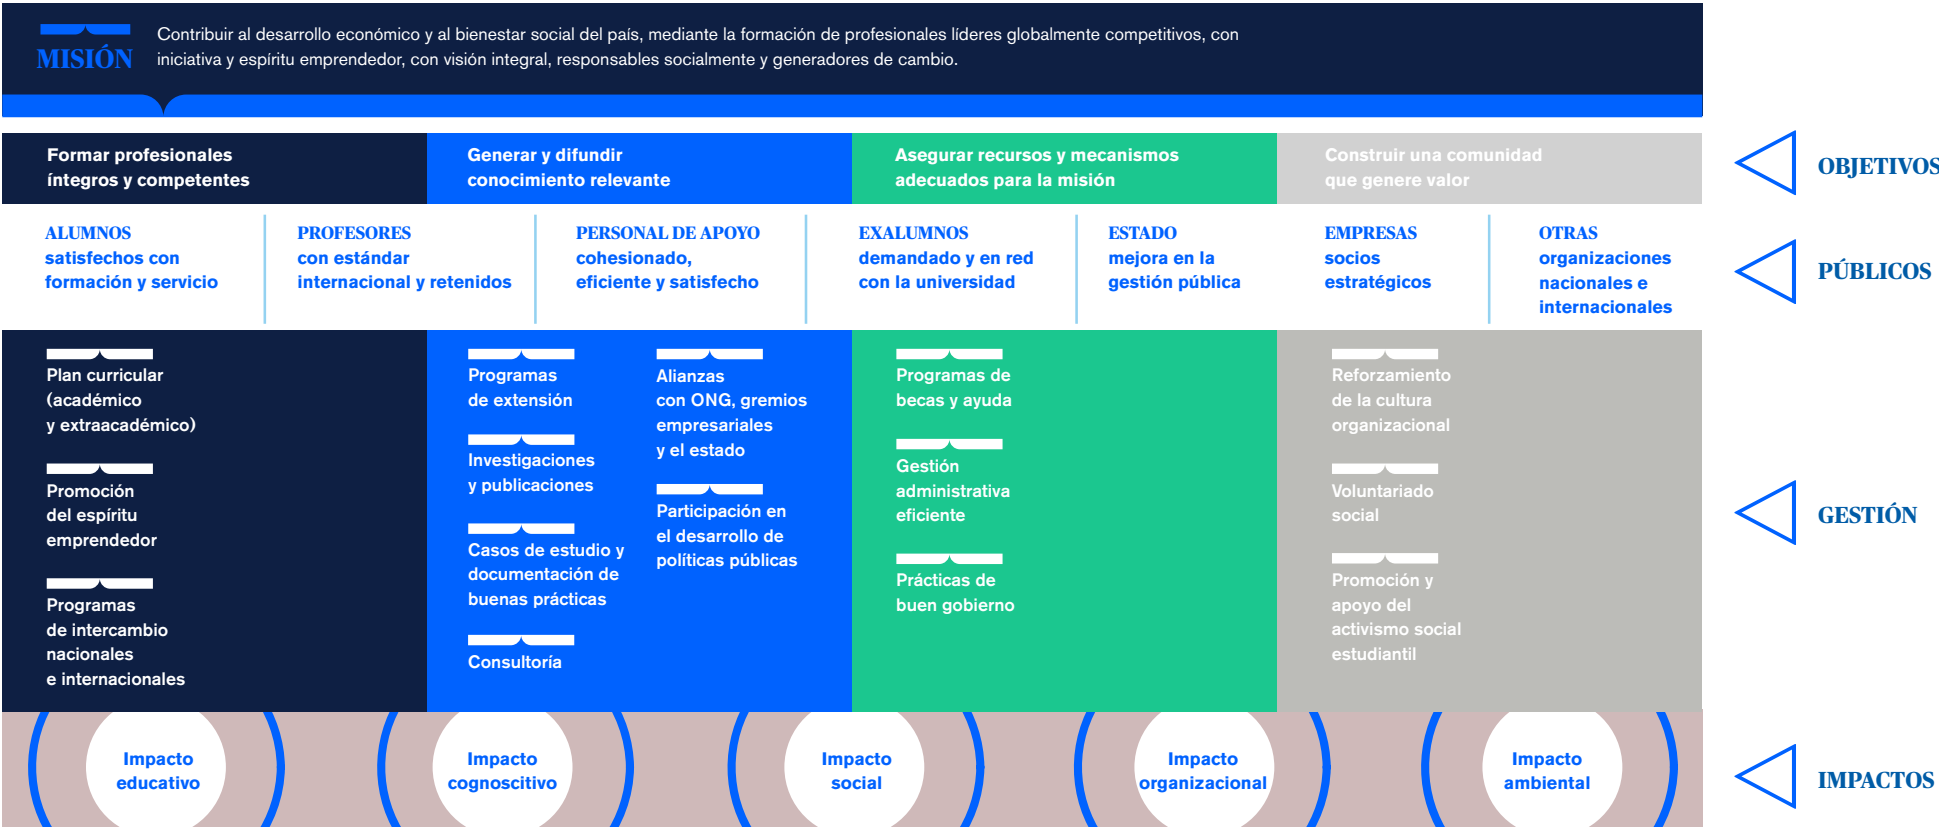 MISIÓN
Contribuir al desarrollo económico y al bienestar social del país, mediante la formación de profesionales líderes globalmente competitivos, con
iniciativa y espíritu emprendedor, con visión integral, responsables socialmente y generadores de cambio.
Formar profesionales
íntegros y competentes
Generar y difundir
conocimiento relevante
Asegurar recursos y mecanismos
adecuados para la misión
Construir una comunidad
que genere valor
OBJETIVOS
ALUMNOS
satisfechos con
formación y servicio
PROFESORES
con estándar
internacional y retenidos
PERSONAL DE APOYO
cohesionado,
eficiente y satisfecho
EXALUMNOS
demandado y en red
con la universidad
ESTADO
mejora en la
gestión pública
EMPRESAS
socios
estratégicos
OTRAS
organizaciones
nacionales e
internacionales
PÚBLICOS
Plan curricular
(académico
y extraacadémico)
Promoción
del espíritu
emprendedor
Programas
de intercambio
nacionales
e internacionales
Programas
de extensión
Investigaciones
y publicaciones
Casos de estudio y
documentación de
buenas prácticas
Consultoría
Alianzas
con ONG, gremios
empresariales
y el estado
Participación en
el desarrollo de
políticas públicas
Programas de
becas y ayuda
Gestión
administrativa
eficiente
Prácticas de
buen gobierno
Reforzamiento
de la cultura
organizacional
Voluntariado
social
Promoción y
apoyo del
activismo social
estudiantil
GESTIÓN
Impacto
educativo
Impacto
cognoscitivo
Impacto
social
Impacto
organizacional
Impacto
ambiental
IMPACTOS